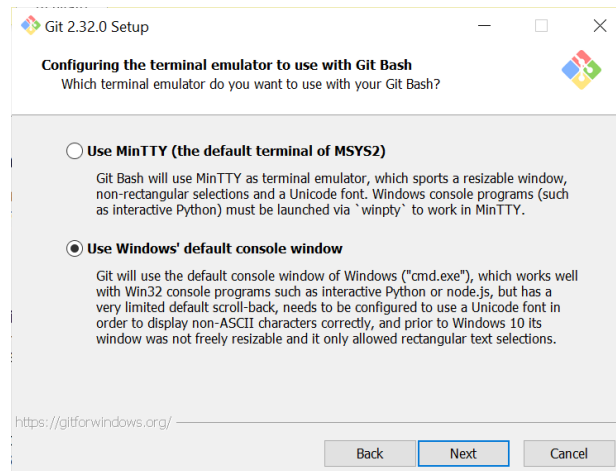 Git 2.32.0 Setup
Configuring the terminal emulator to use with Git Bash
Which terminal emulator do you want to use with your Git Bash?
Use MinTTY (the default terminal of MSYS2)
Git Bash will use MinTTY as terminal emulator, which sports a resizable window,
non-rectangular selections and a Unicode font. Windows console programs (such
as interactive Python) must be launched via `winpty` to work in MinTTY.
Use Windows' default console window
Git will use the default console window of Windows ("cmd.exe"), which works well
with Win32 console programs such as interactive Python or node.js, but has a
very limited default scroll-back, needs to be configured to use a Unicode font in
order to display non-ASCII characters correctly, and prior to Windows 10 its
window was not freely resizable and it only allowed rectangular text selections.
https://gitforwindows.org/
Back Next Cancel